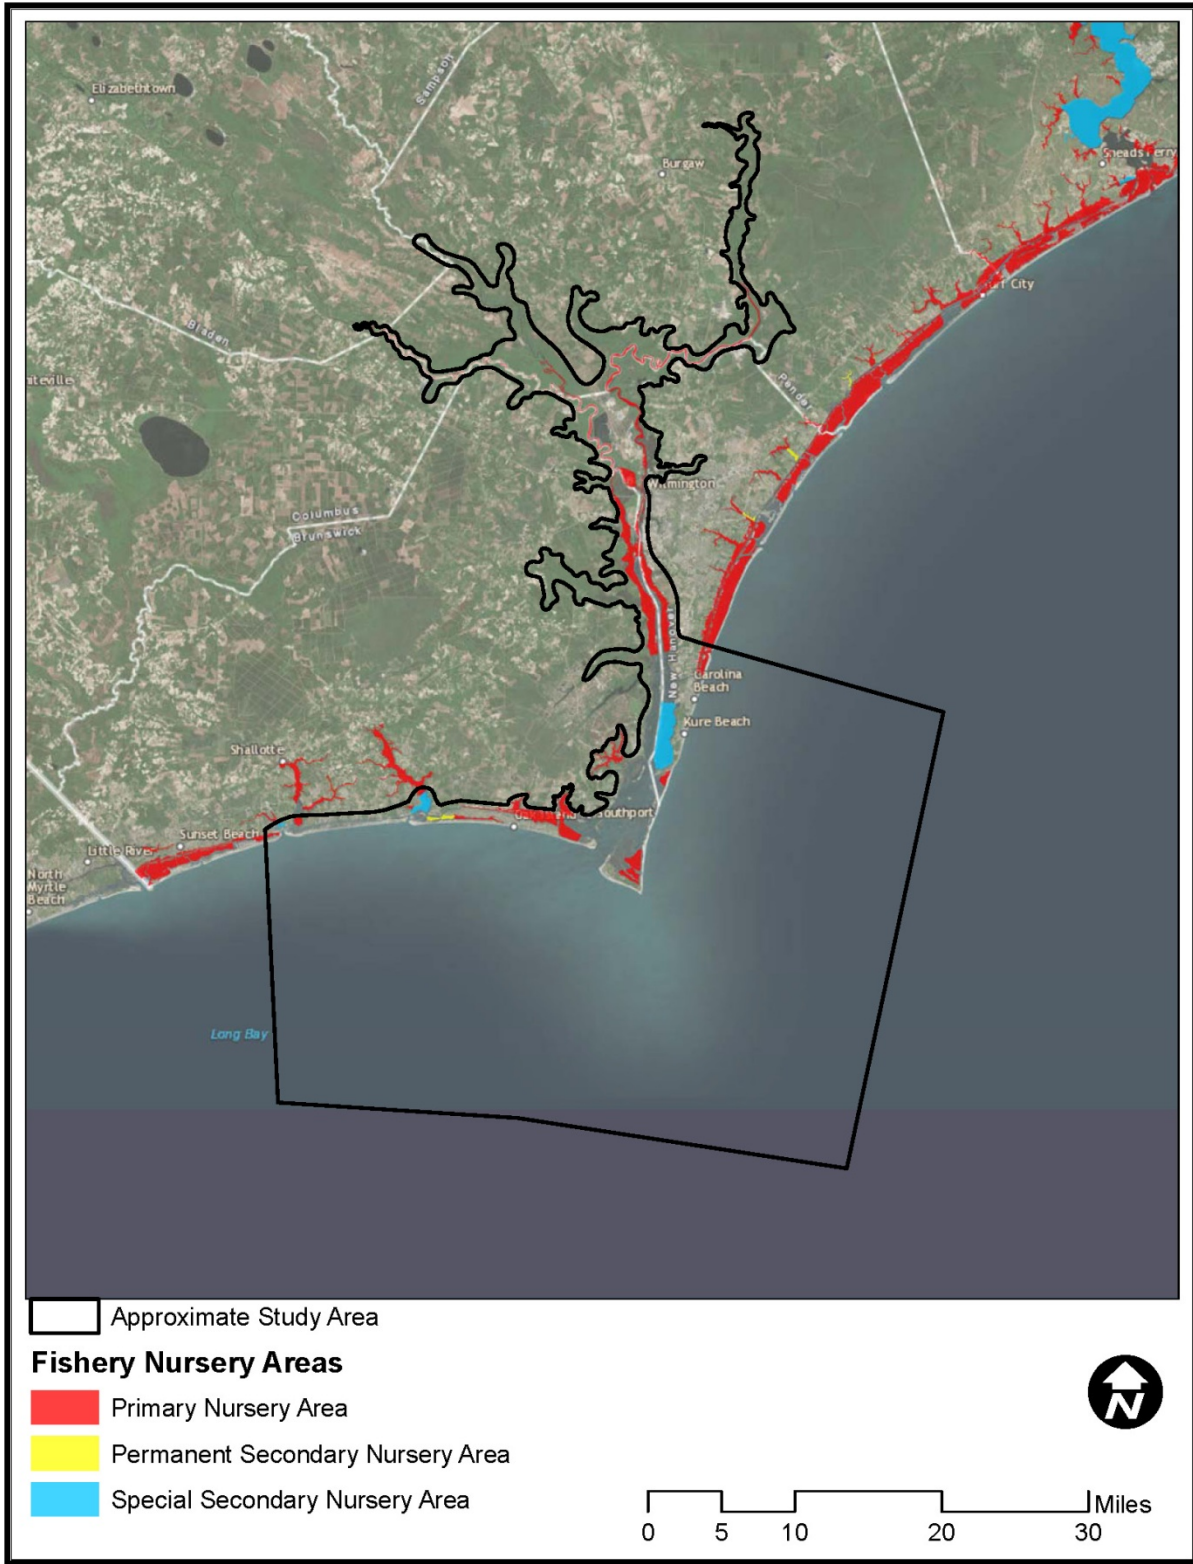 Elizabethtown
Sampson
Burgaw
Sneads Ferry
City
Bladen
Pender
Wilmington
Columbus
Brunswick
New Hanover
Carolina
Beach
Kure Beach
Shallotte
Southport
Sunset Beach
Little River
North
Myrtle
Beach
Long Bay
Approximate Study Area
Fishery Nursery Areas
Primary Nursery Area
Permanent Secondary Nursery Area
Special Secondary Nursery Area
N
Miles
0 5 10 20 30